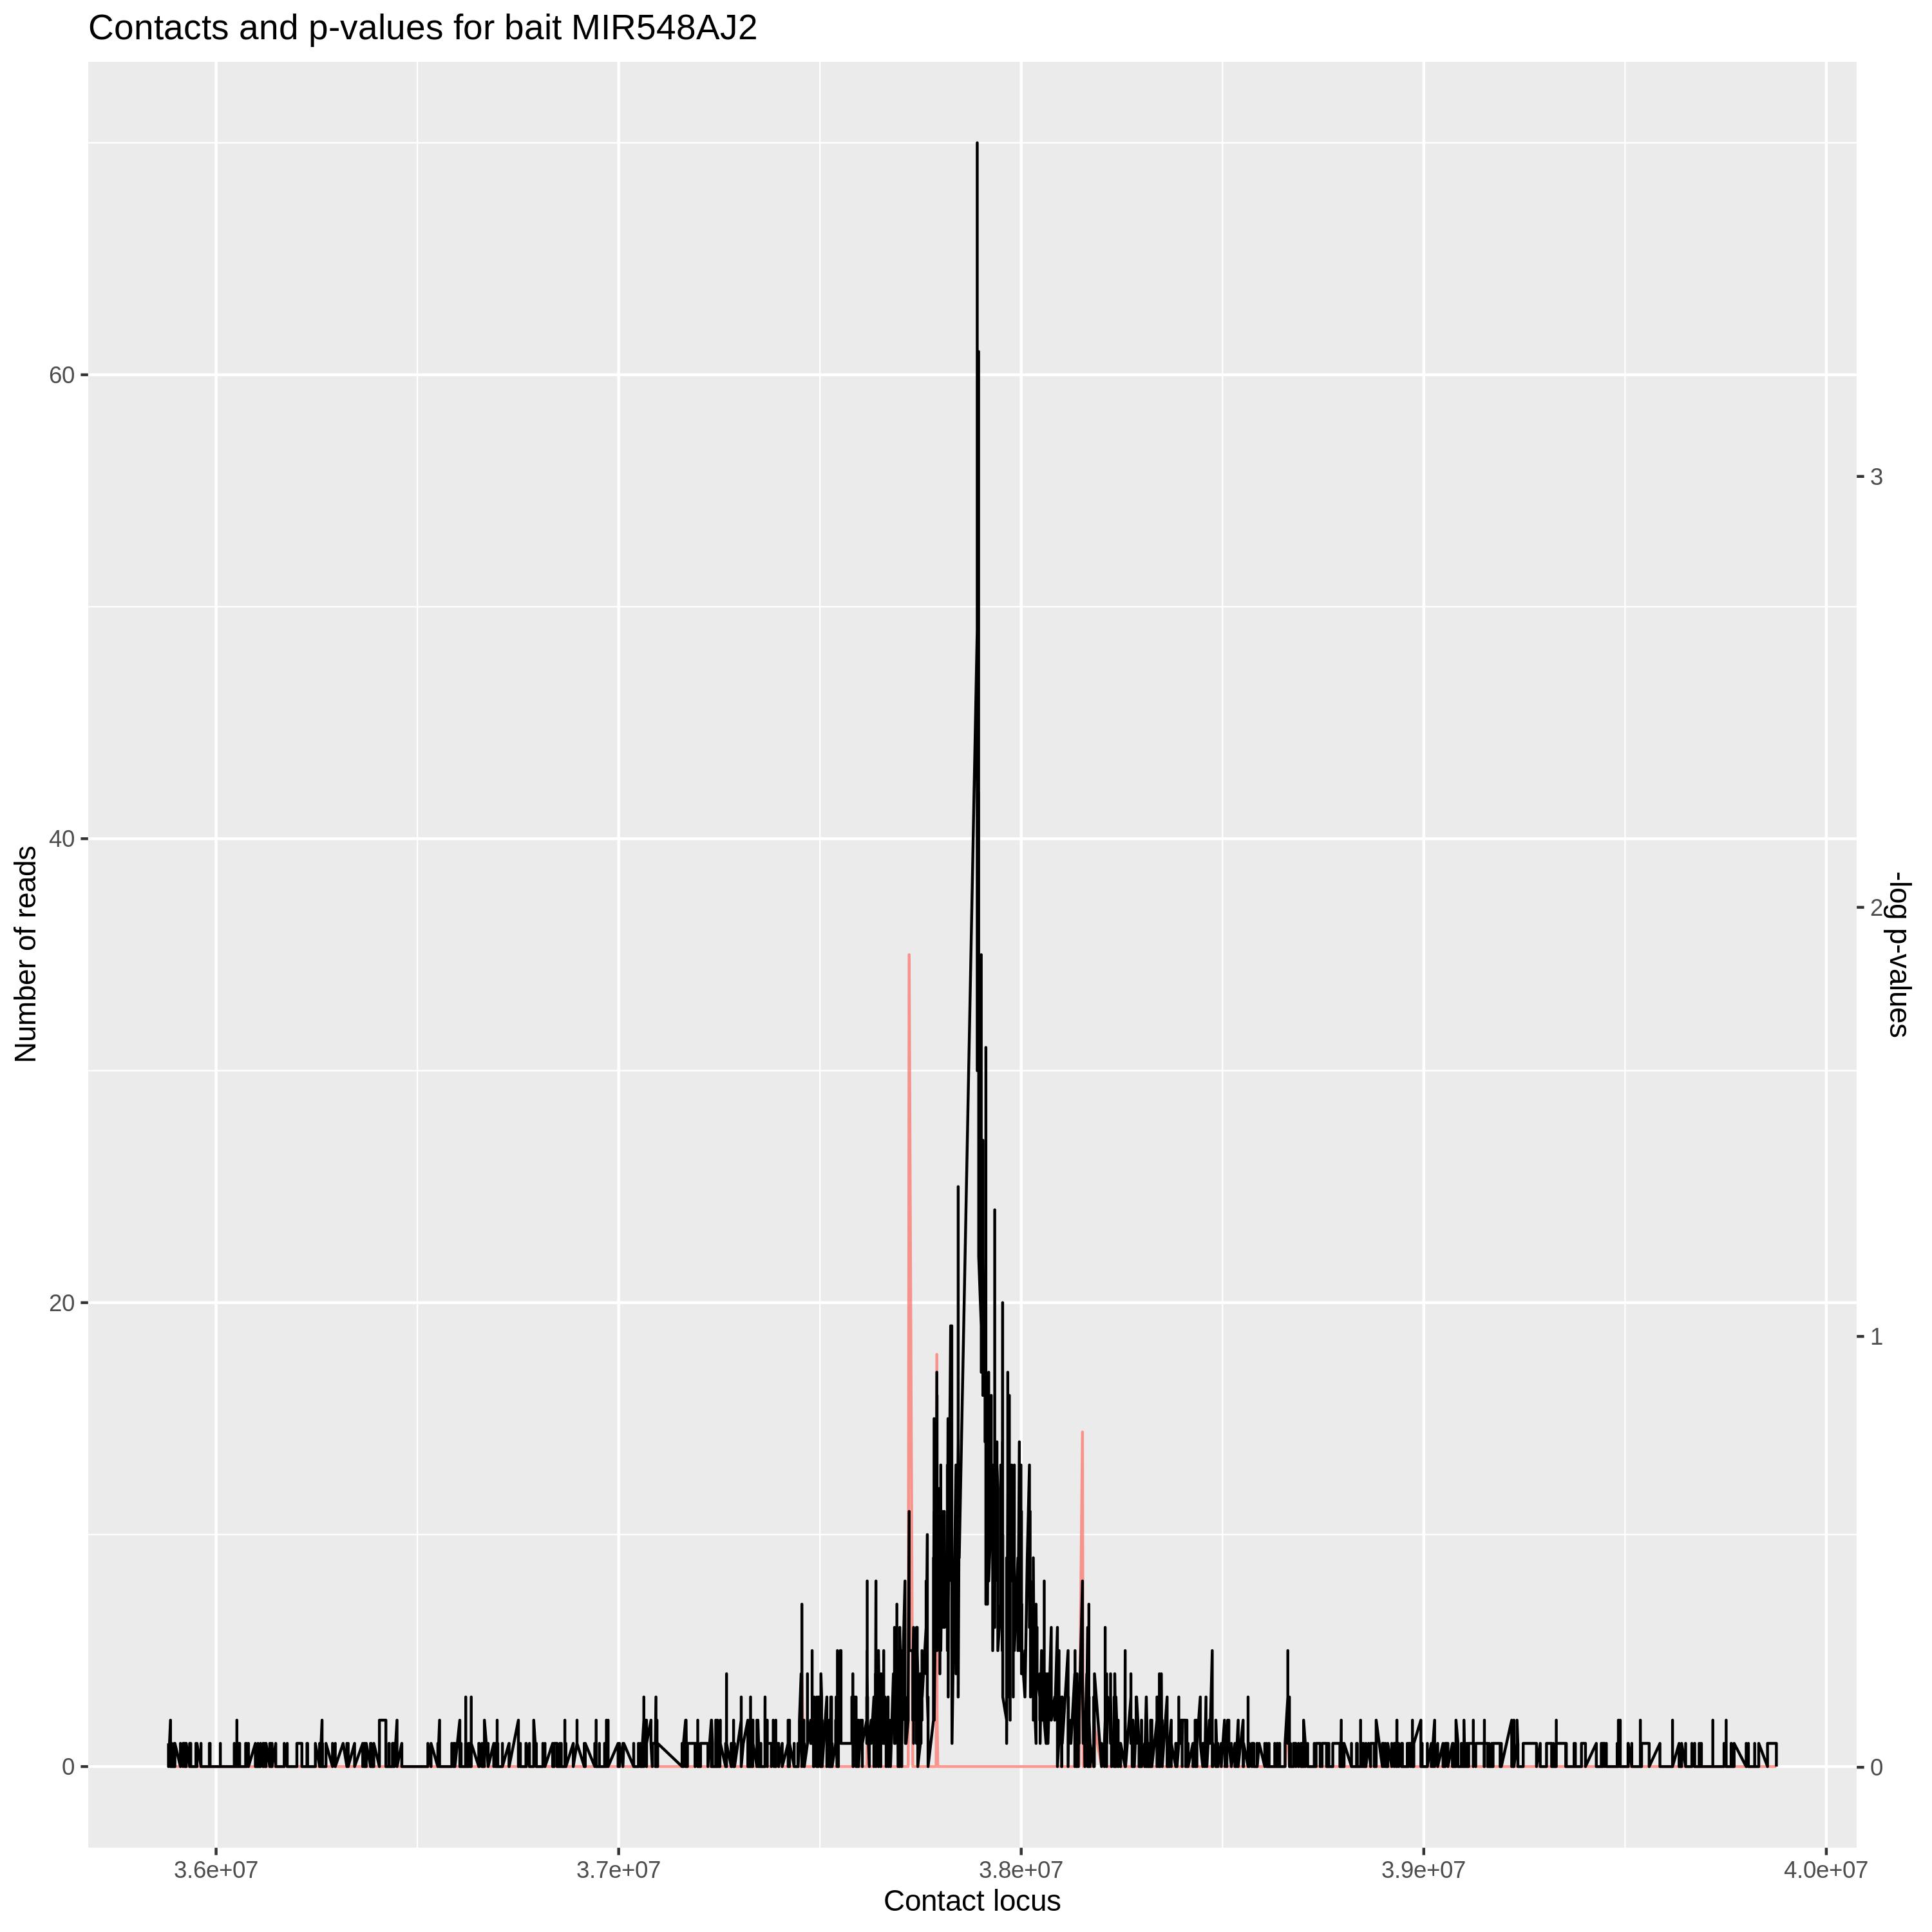 Contacts and p-values for bait MIR548AJ2
Number of reads
60
40
20
0
3
2
1
0
-log p-values
3.6e+07
3.7e+07
3.8e+07
3.9e+07
4.0e+07
Contact locus